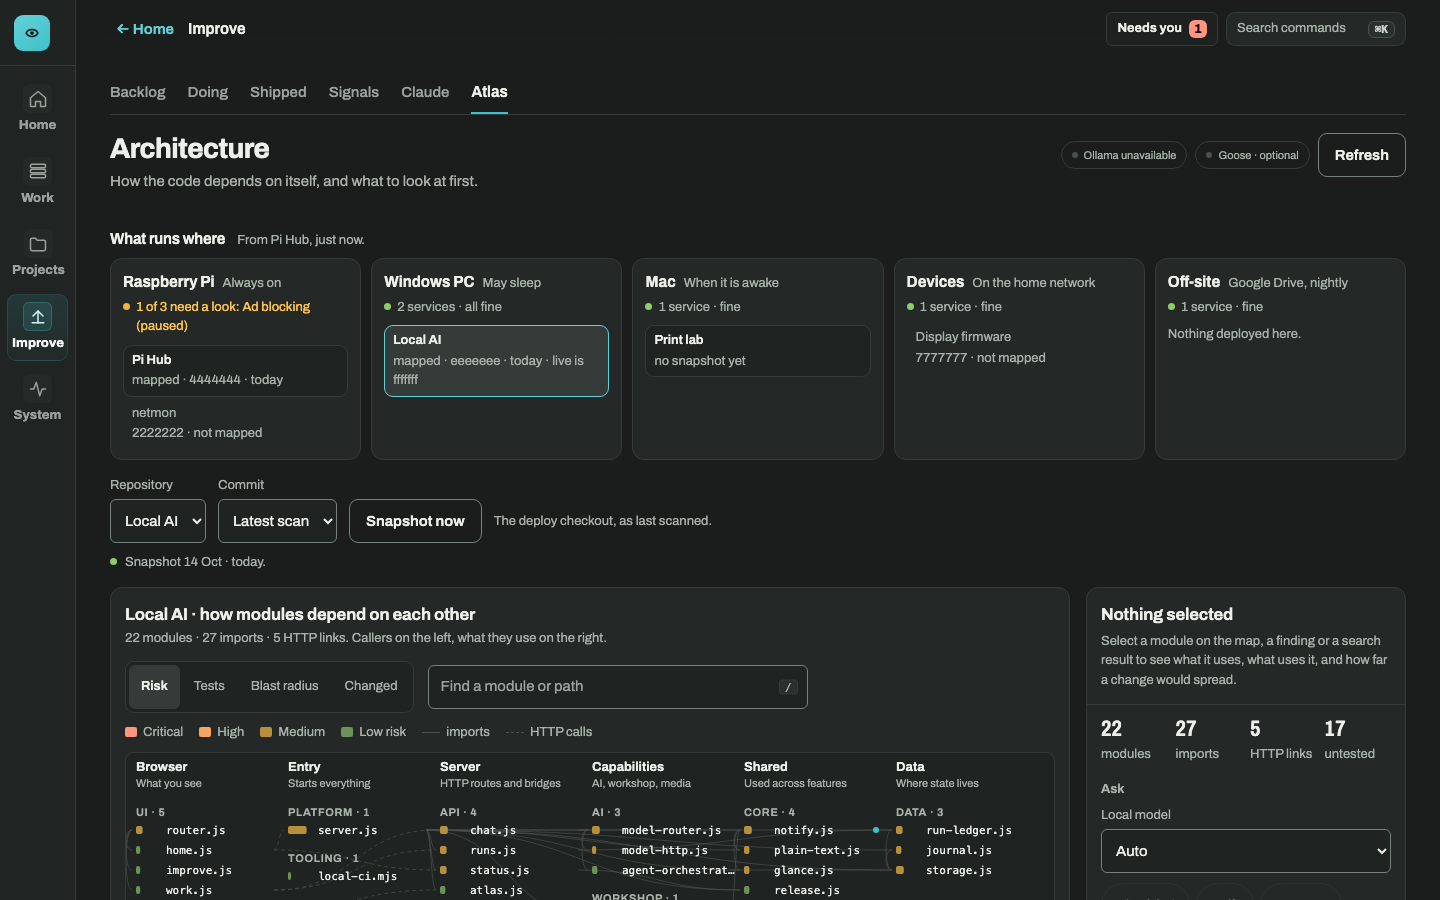 ← Home Improve
Needs you 1
Search commands ⌘K
Home
Work
Projects
Improve
System
Backlog Doing Shipped Signals Claude Atlas
Architecture
How the code depends on itself, and what to look at first.
Ollama unavailable
Goose · optional
Refresh
What runs where From Pi Hub, just now.
Raspberry Pi Always on
1 of 3 need a look: Ad blocking
(paused)
Pi Hub
mapped · 4444444 · today
netmon
2222222 · not mapped
Windows PC May sleep
2 services · all fine
Local AI
mapped · eeeeeee · today · live is
fffffff
Mac When it is awake
1 service · fine
Print lab
no snapshot yet
Devices On the home network
1 service · fine
Display firmware
7777777 · not mapped
Off-site Google Drive, nightly
1 service · fine
Nothing deployed here.
Repository
Local AI
Commit
Latest scan
Snapshot now
The deploy checkout, as last scanned.
Snapshot 14 Oct · today.
Local AI · how modules depend on each other
22 modules · 27 imports · 5 HTTP links. Callers on the left, what they use on the right.
Risk Tests Blast radius Changed
Find a module or path /
Critical High Medium Low risk imports HTTP calls
Browser
What you see
UI · 5
router.js
home.js
improve.js
work.js
Entry
Starts everything
PLATFORM · 1
server.js
TOOLING · 1
local-ci.mjs
Server
HTTP routes and bridges
API · 4
chat.js
runs.js
status.js
atlas.js
Capabilities
AI, workshop, media
AI · 3
model-router.js
model-http.js
agent-orchestrat…
WORKSHOP · 1
Shared
Used across features
CORE · 4
notify.js
plain-text.js
glance.js
release.js
Data
Where state lives
DATA · 3
run-ledger.js
journal.js
storage.js
Nothing selected
Select a module on the map, a finding or a search
result to see what it uses, what uses it, and how far
a change would spread.
22 27 5 17
modules imports HTTP links untested
Ask
Local model
Auto